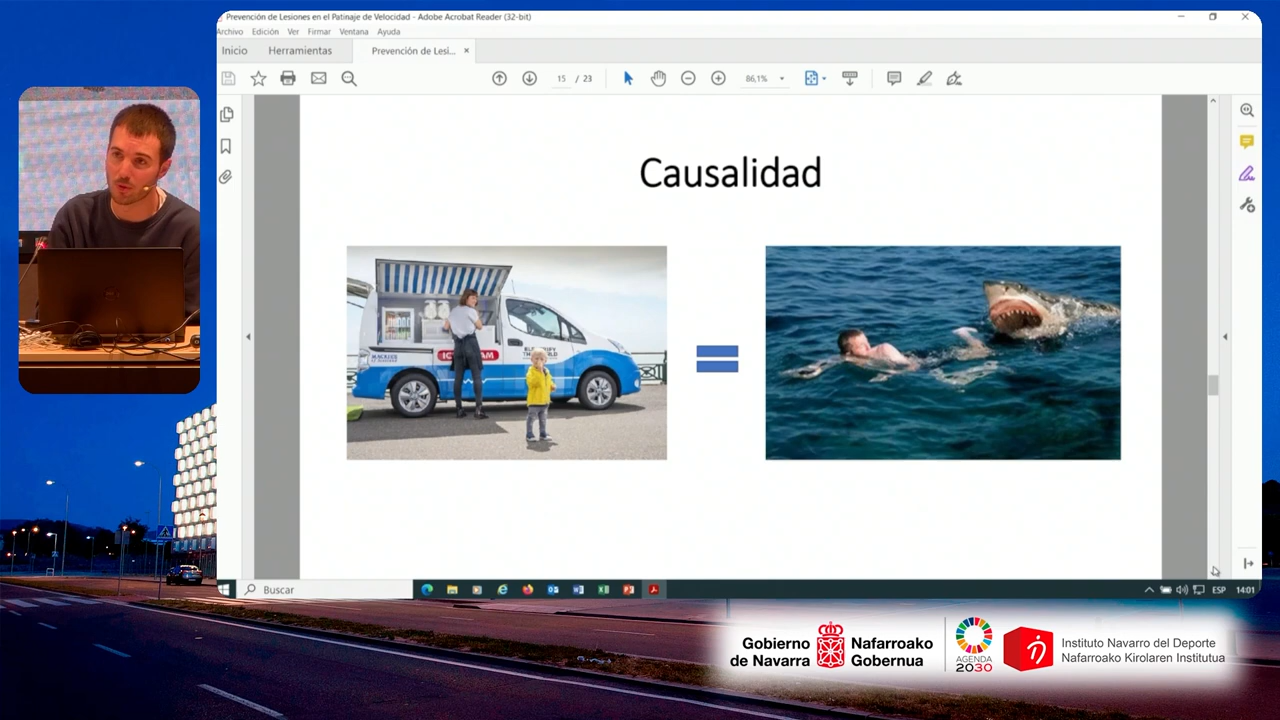 Prevención de Lesiones en el Patinaje de Velocidad - Adobe Acrobat Reader (32-bit)
Archivo Edición Ver Firmar Ventana Ayuda
Inicio Herramientas Prevención de Lesi... ×
15 / 23 86,1%
Causalidad
ICE CREAM
Buscar
ESP 14:01
Gobierno de Navarra
Nafarroako Gobernua
AGENDA 2030
Instituto Navarro del Deporte
Nafarroako Kirolaren Institutua